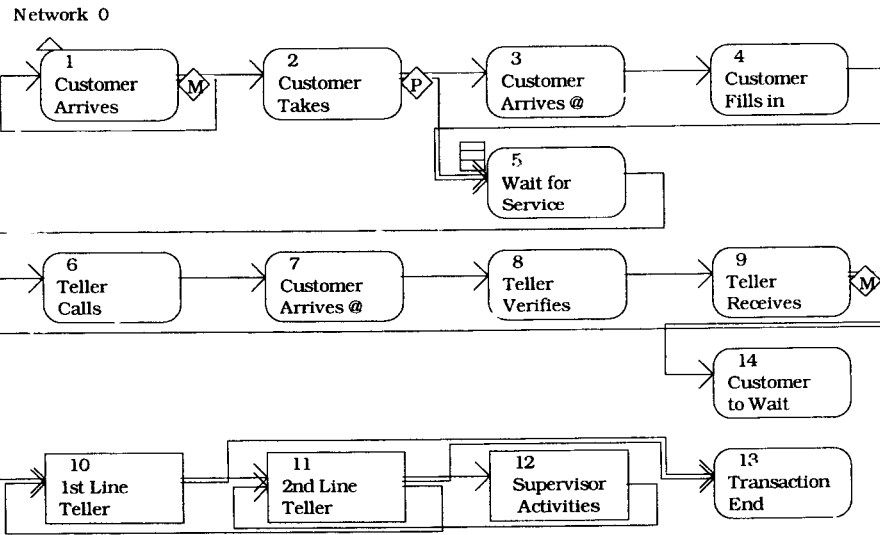 Network 0
1
Customer
Arrives
M
2
Customer
Takes
P
3
Customer
Arrives @
4
Customer
Fills in
5
Wait for
Service
6
Teller
Calls
7
Customer
Arrives @
8
Teller
Verifies
9
Teller
Receives
M
14
Customer
to Wait
10
1st Line
Teller
11
2nd Line
Teller
12
Supervisor
Activities
13
Transaction
End